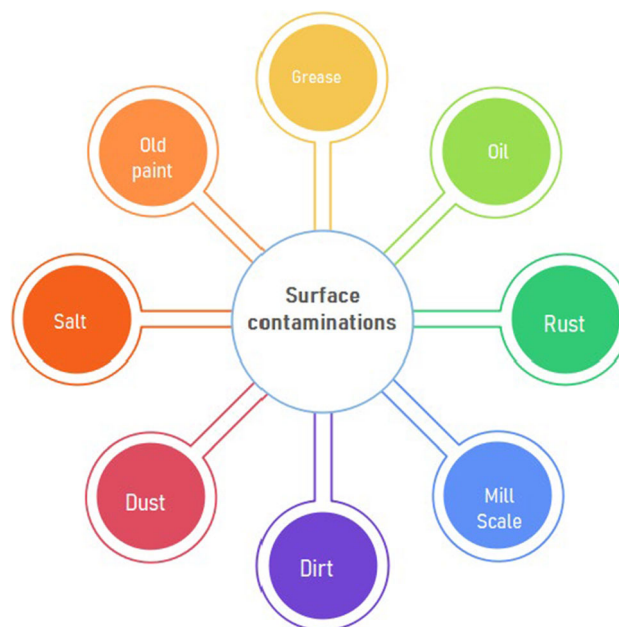 Grease
Old
paint
Oil
Surface
contaminations
Salt
Rust
Dust
Mill
Scale
Dirt